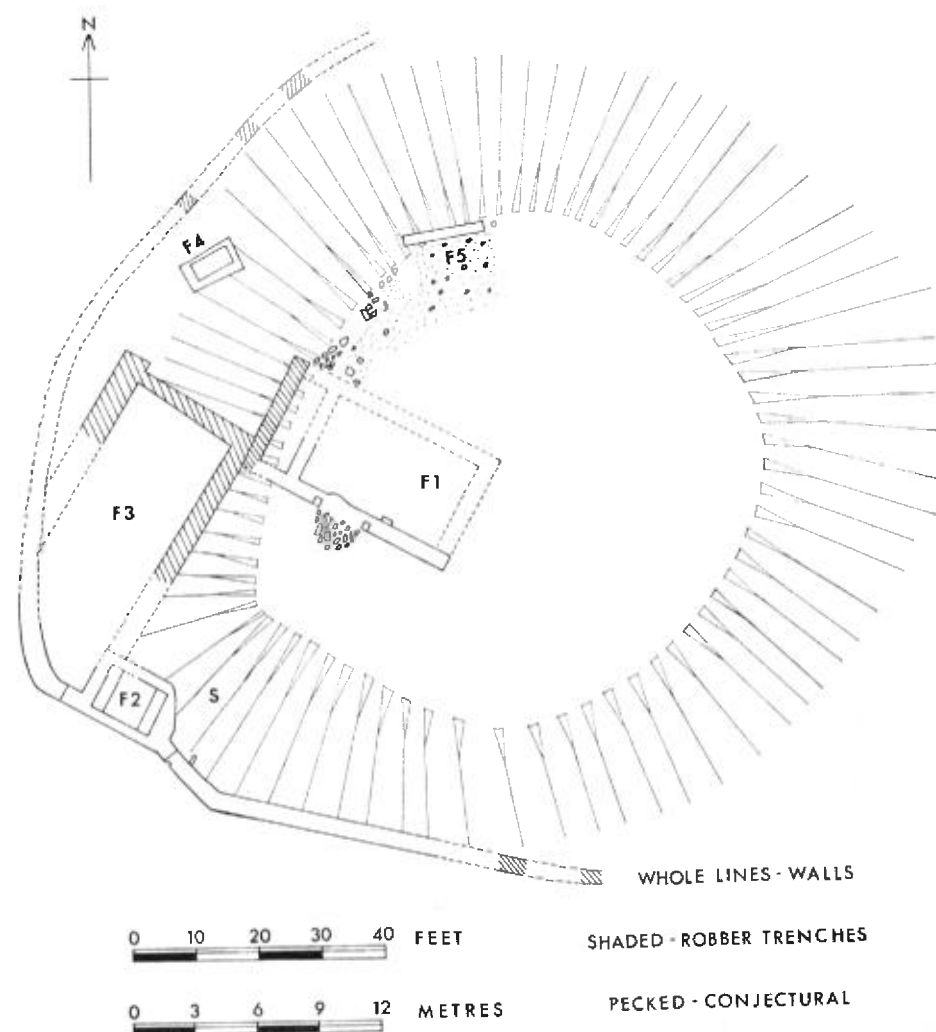 N
F4
F5
F1
F3
F2
S
WHOLE LINES - WALLS
0 10 20 30 40 FEET
SHADED - ROBBER TRENCHES
0 3 6 9 12 METRES
PECKED - CONJECTURAL